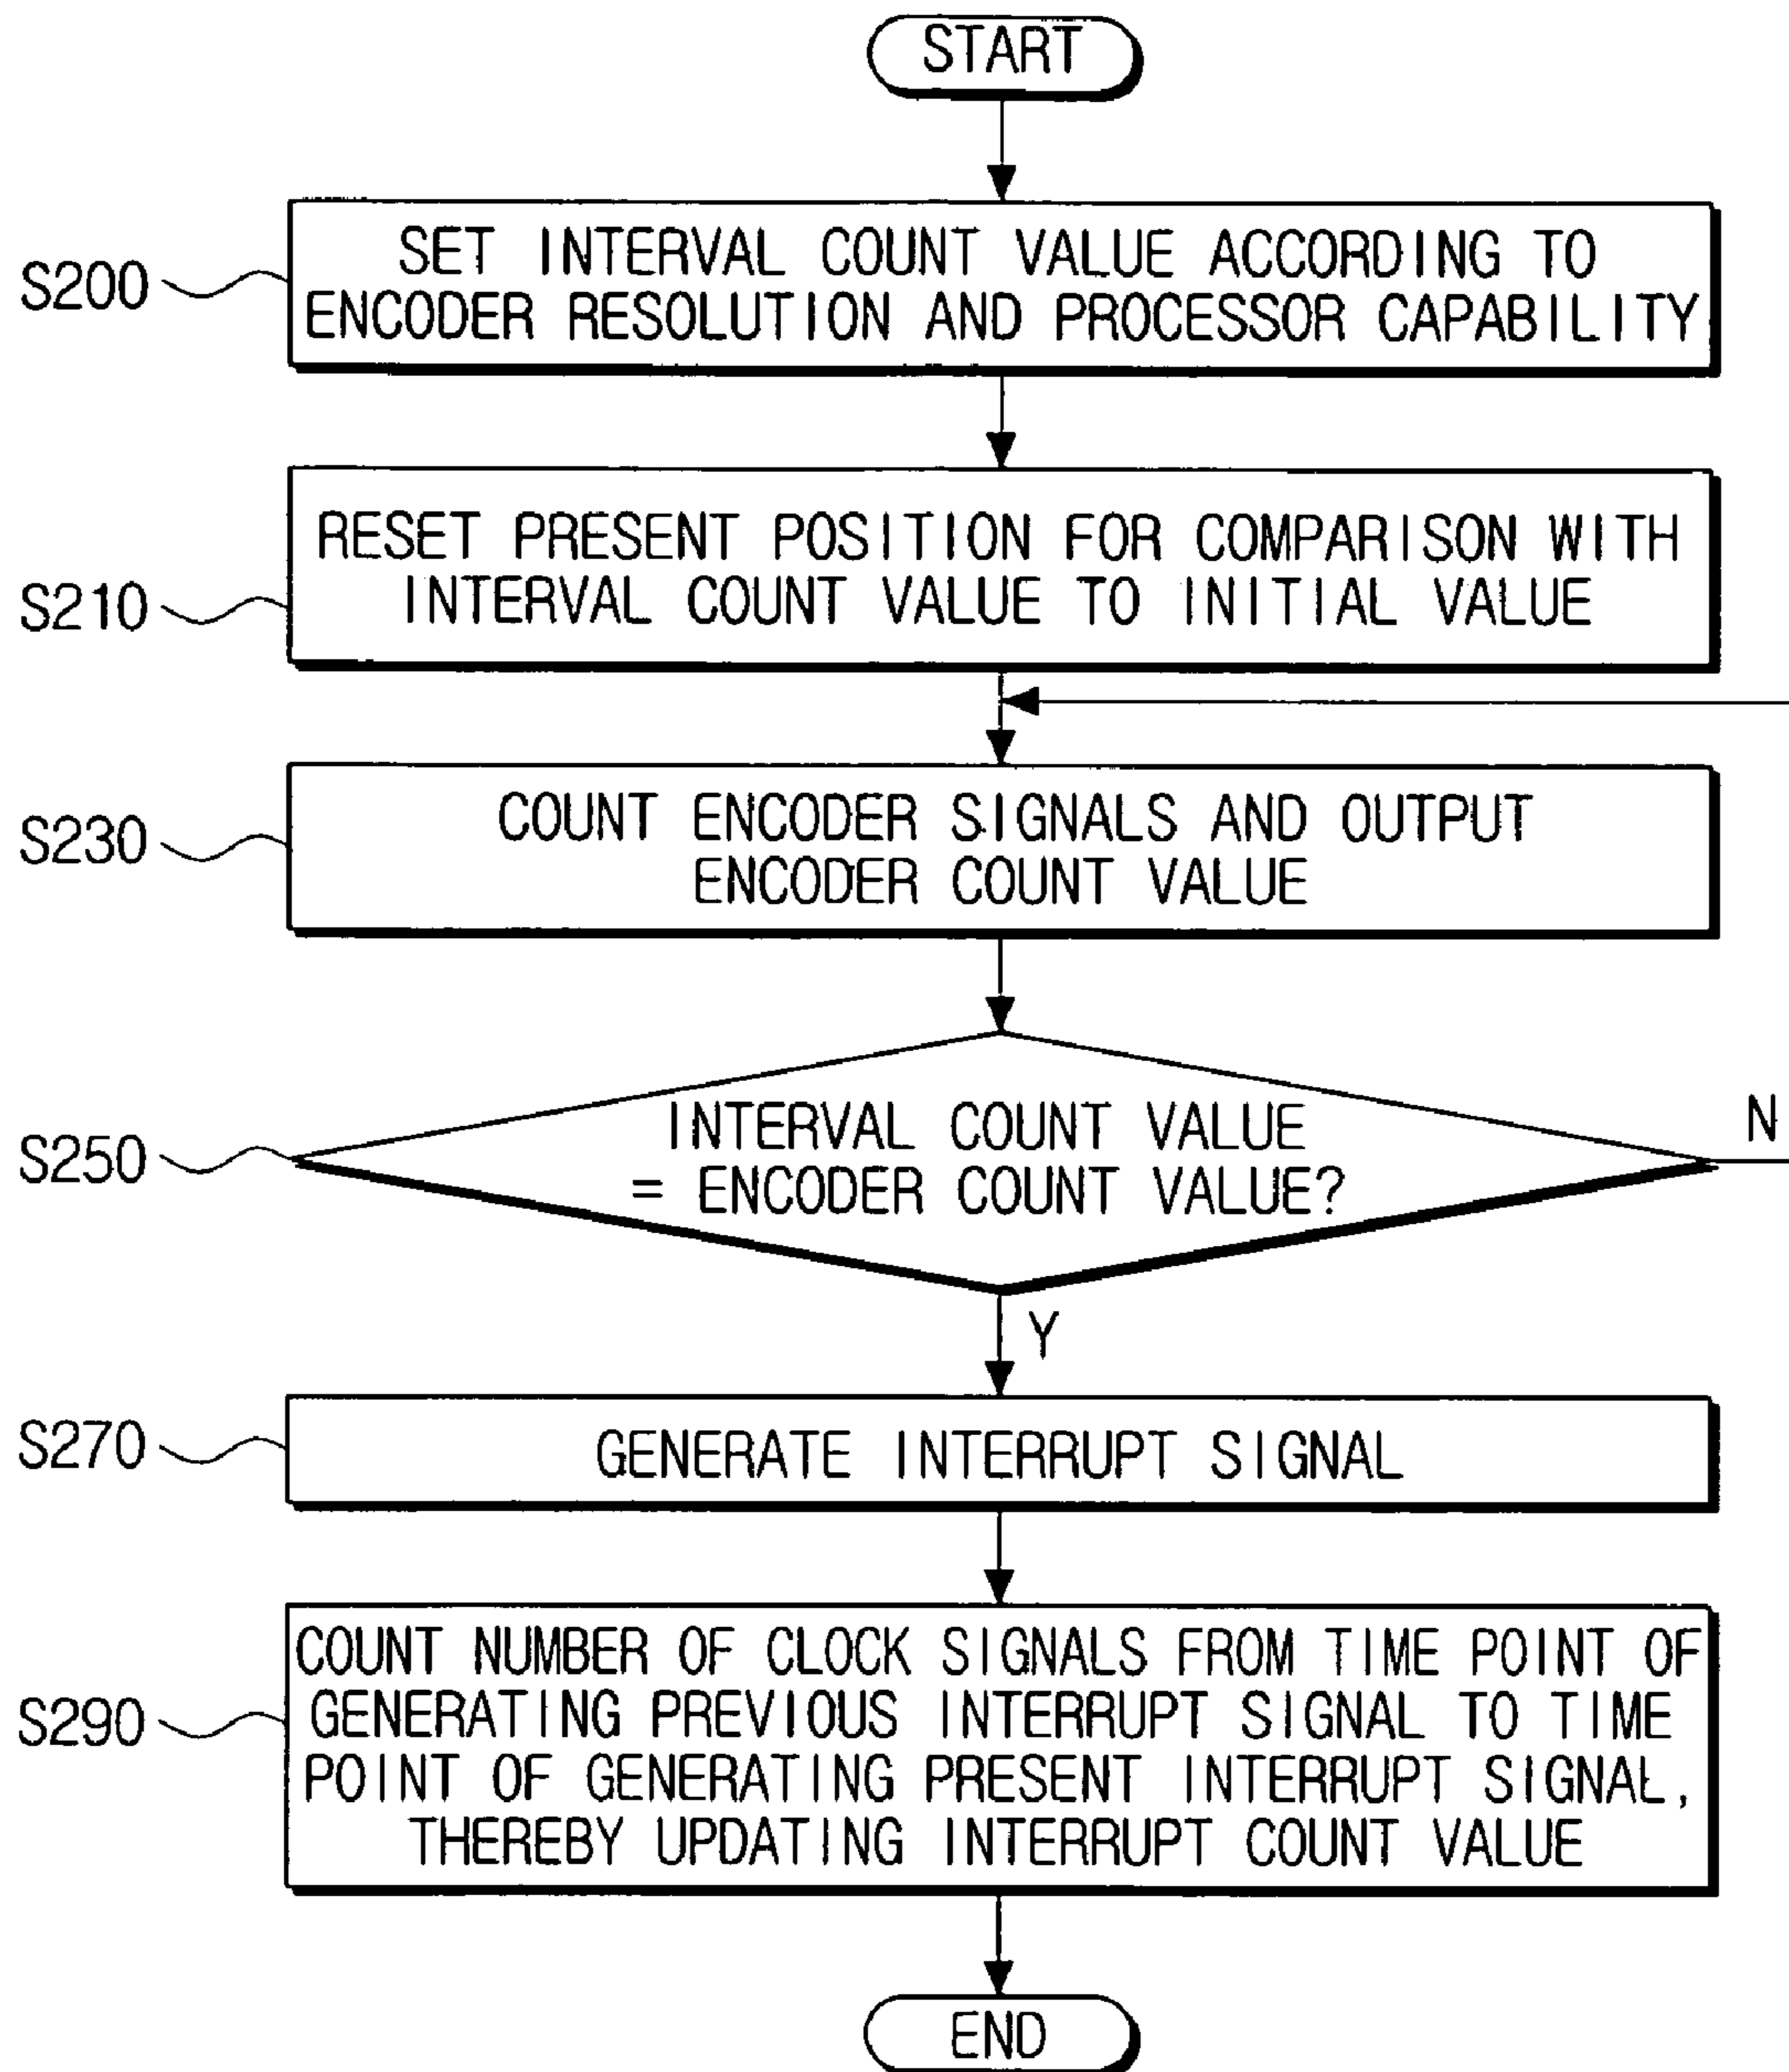 START
S200
SET INTERVAL COUNT VALUE ACCORDING TO
ENCODER RESOLUTION AND PROCESSOR CAPABILITY
S210
RESET PRESENT POSITION FOR COMPARISON WITH
INTERVAL COUNT VALUE TO INITIAL VALUE
S230
COUNT ENCODER SIGNALS AND OUTPUT
ENCODER COUNT VALUE
S250
INTERVAL COUNT VALUE
= ENCODER COUNT VALUE?
N
Y
S270
GENERATE INTERRUPT SIGNAL
S290
COUNT NUMBER OF CLOCK SIGNALS FROM TIME POINT OF
GENERATING PREVIOUS INTERRUPT SIGNAL TO TIME
POINT OF GENERATING PRESENT INTERRUPT SIGNAL,
THEREBY UPDATING INTERRUPT COUNT VALUE
END